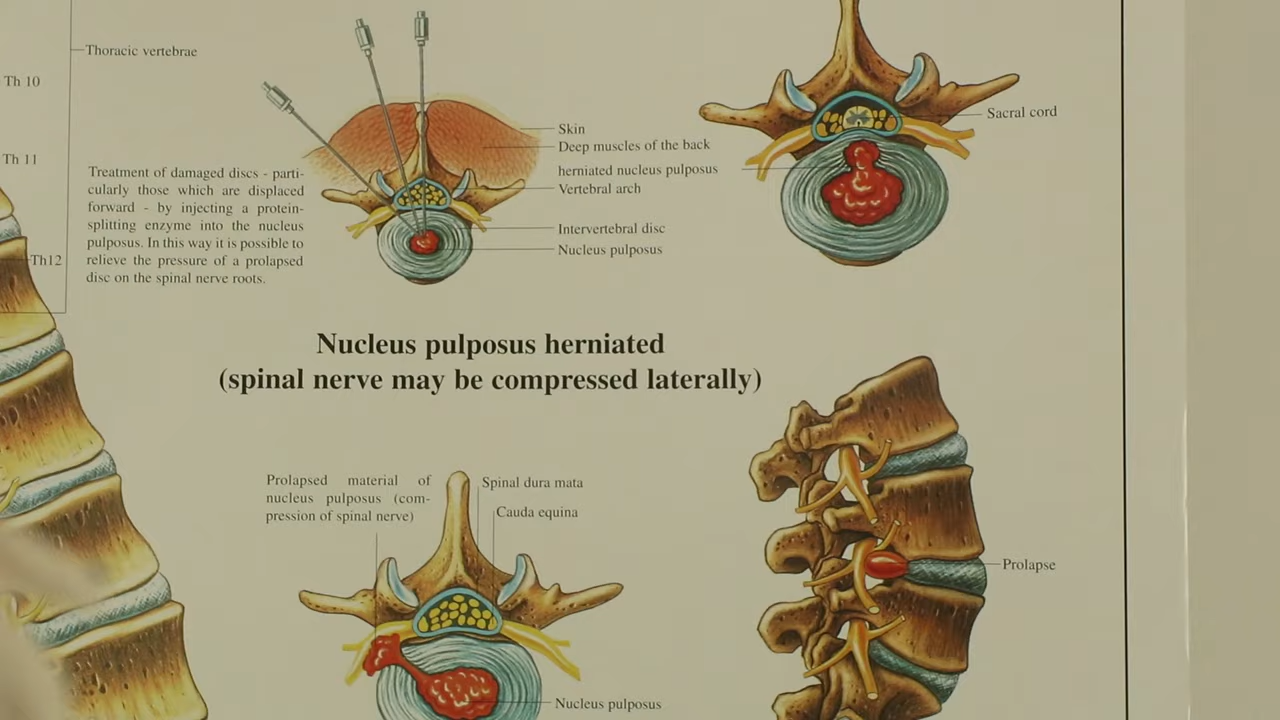 Thoracic vertebrae
Th 10
Th 11
Th12
Treatment of damaged discs - parti-
cularly those which are displaced
forward - by injecting a protein-
splitting enzyme into the nucleus
pulposus. In this way it is possible to
relieve the pressure of a prolapsed
disc on the spinal nerve roots.
Skin
Deep muscles of the back
herniated nucleus pulposus
Vertebral arch
Intervertebral disc
Nucleus pulposus
Sacral cord
Nucleus pulposus herniated
(spinal nerve may be compressed laterally)
Prolapsed material of
nucleus pulposus (com-
pression of spinal nerve)
Spinal dura mata
Cauda equina
Prolapse
Nucleus pulposus